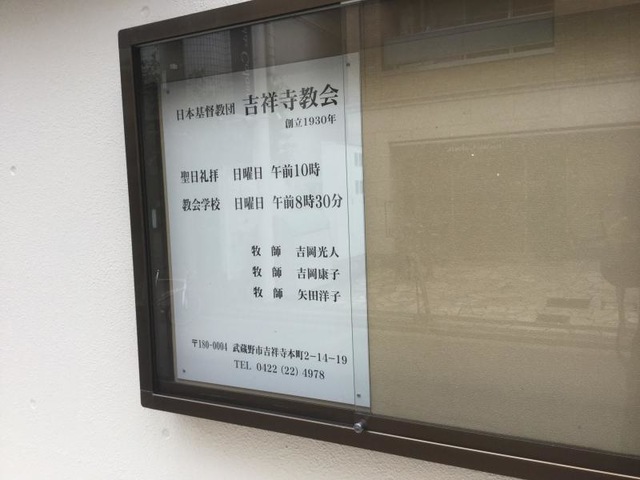 日本基督教団 吉祥寺教会
創立1930年
聖日礼拝 日曜日 午前10時
教会学校 日曜日 午前8時30分
牧師 吉岡光人
牧師 吉岡康子
牧師 矢田洋子
〒180-0004 武蔵野市吉祥寺本町2-14-19
TEL 0422 (22) 4978